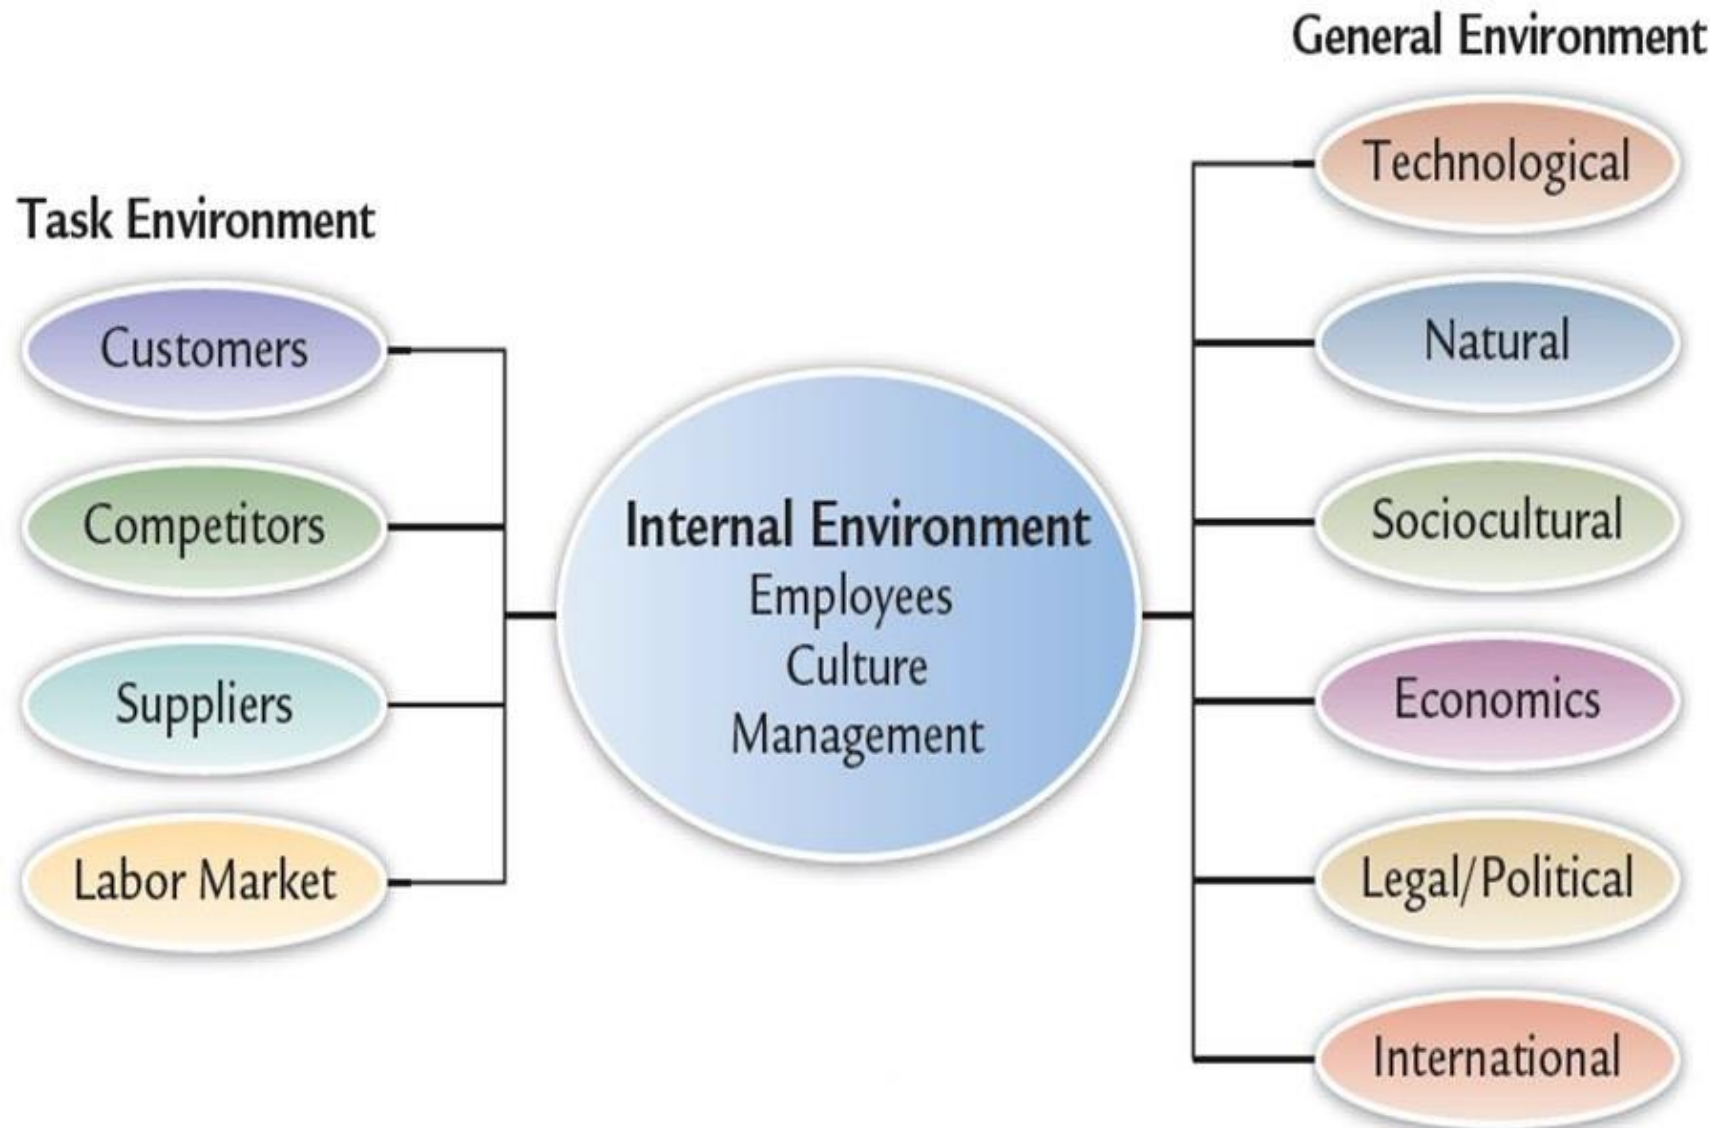 General Environment
Technological
Task Environment
Natural
Customers
Sociocultural
Competitors
Internal Environment
Employees
Culture
Management
Suppliers
Economics
Labor Market
Legal/Political
International